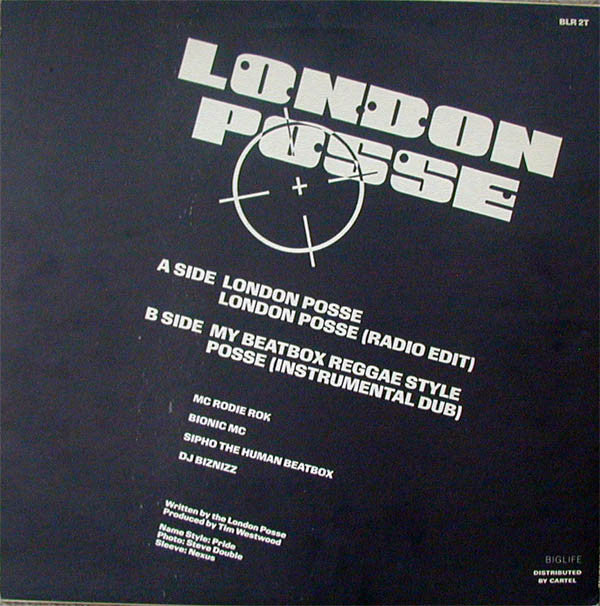 BLR 2T
LONDON
POSSE
A SIDE LONDON POSSE
LONDON POSSE (RADIO EDIT)
B SIDE MY BEATBOX REGGAE STYLE
POSSE (INSTRUMENTAL DUB)
MC RODIE ROK
BIONIC MC
SIPHO THE HUMAN BEATBOX
DJ BIZNIZZ
Written by the London Posse
Produced by Tim Westwood
Name Style: Pride
Photo: Steve Double
Sleeve: Nexus
BIGLIFE
DISTRIBUTED
BY CARTEL